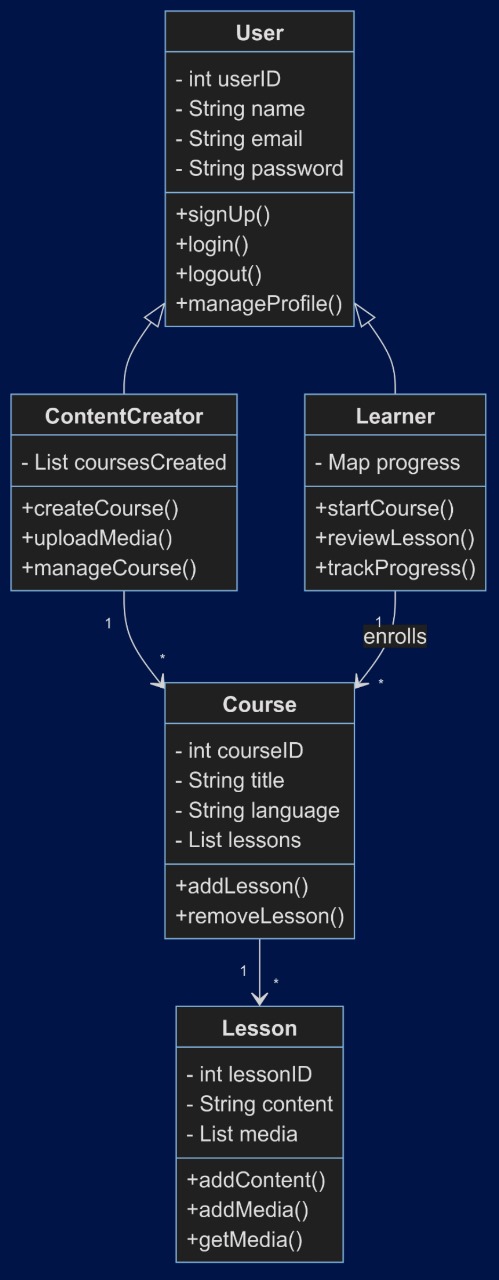 User
- int userID
- String name
- String email
- String password
+signUp()
+login()
+logout()
+manageProfile()
ContentCreator
- List coursesCreated
+createCourse()
+uploadMedia()
+manageCourse()
Learner
- Map progress
+startCourse()
+reviewLesson()
+trackProgress()
1
*
1
enrolls
*
Course
- int courseID
- String title
- String language
- List lessons
+addLesson()
+removeLesson()
1
*
Lesson
- int lessonID
- String content
- List media
+addContent()
+addMedia()
+getMedia()